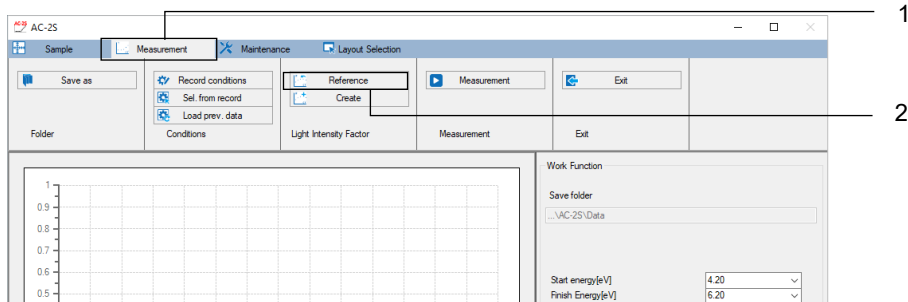 1
AC-2S AC-2S
Sample Measurement Maintenance Layout Selection
Save as Record conditions Reference Measurement Exit
Sel. from record Create
2
Load prev. data
Folder Conditions Light Intensity Factor Measurement Exit
Work Function
Save folder
...\AC-2S\Data
1
0.9
0.8
0.7
0.6
0.5
Start energy[eV] 4.20
Finish Energy[eV] 6.20